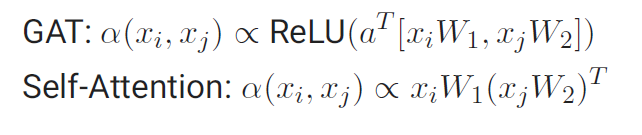 GAT: α(x_i, x_j) ∝ ReLU(a^T[x_iW_1, x_jW_2])
Self-Attention: α(x_i, x_j) ∝ x_iW_1(x_jW_2)^T